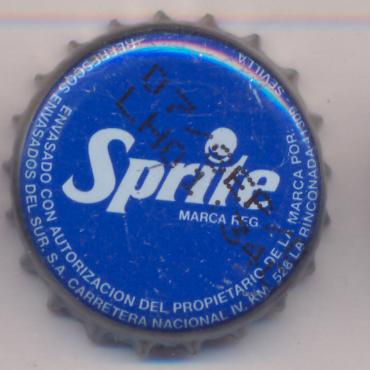 Sprite
MARCA REG.
ENVASADO CON AUTORIZACION DEL PROPIETARIO DE LA MARCA POR:
REFRESCOS ENVASADOS DEL SUR. S.A. CARRETERA NACIONAL IV, KM. 528 LA RINCONADA - SEVILLA